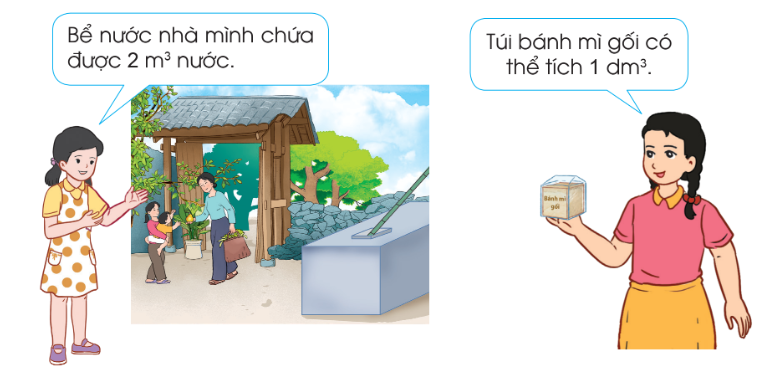 Bể nước nhà mình chứa
được 2 m³ nước.
Túi bánh mì gối có
thể tích 1 dm³.
Bánh mì
gối